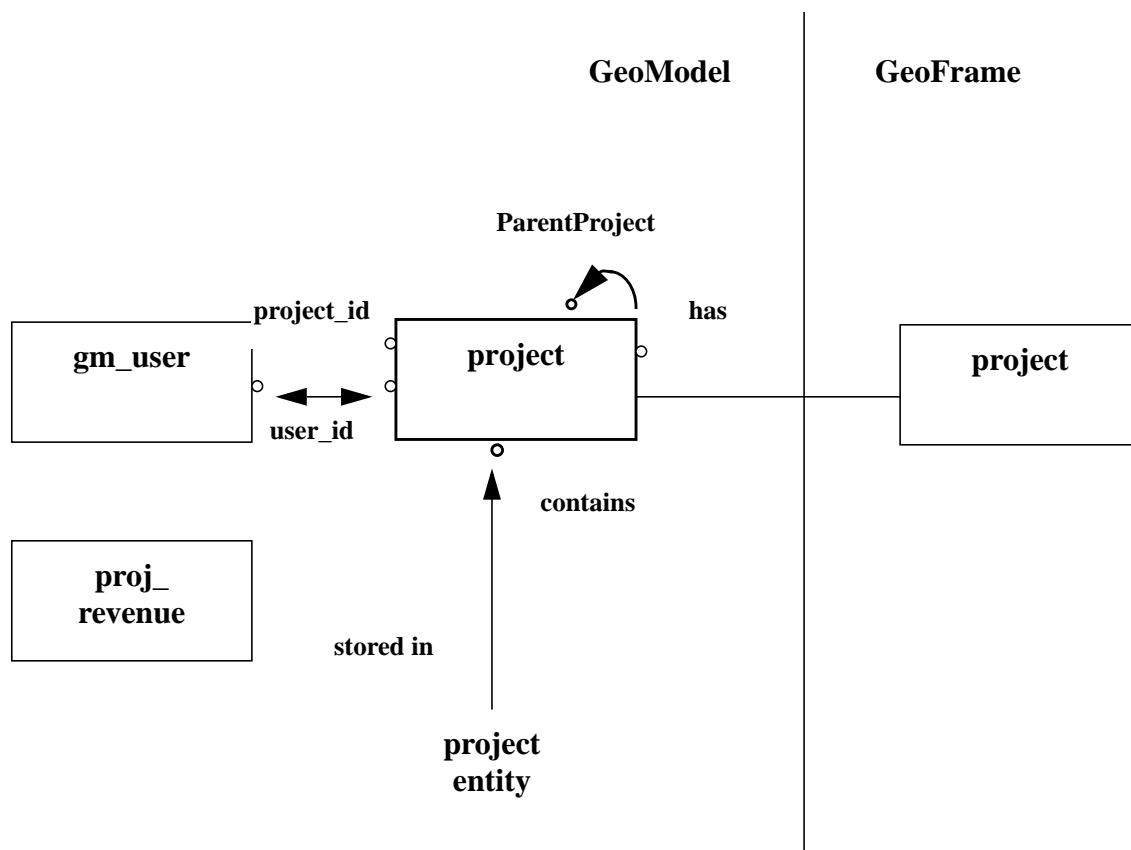 GeoModel
GeoFrame
ParentProject
project_id
has
gm_user
project
project
user_id
contains
proj_
revenue
stored in
project
entity